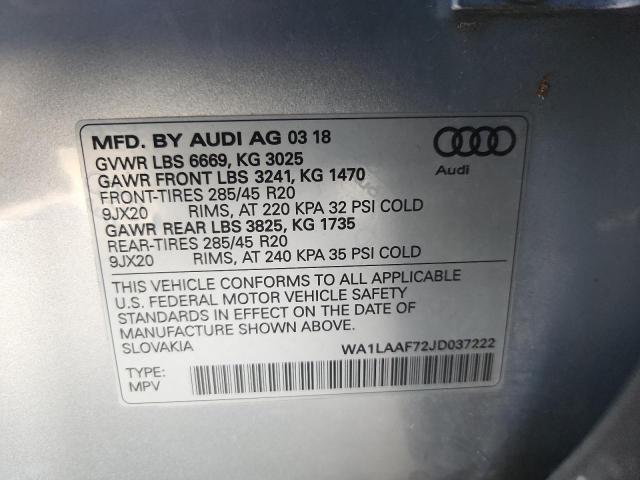 MFD. BY AUDI AG 03 18
GVWR LBS 6669, KG 3025
GAWR FRONT LBS 3241, KG 1470
FRONT-TIRES 285/45 R20
9JX20 RIMS, AT 220 KPA 32 PSI COLD
GAWR REAR LBS 3825, KG 1735
REAR-TIRES 285/45 R20
9JX20 RIMS, AT 240 KPA 35 PSI COLD
Audi
THIS VEHICLE CONFORMS TO ALL APPLICABLE
U.S. FEDERAL MOTOR VEHICLE SAFETY
STANDARDS IN EFFECT ON THE DATE OF
MANUFACTURE SHOWN ABOVE.
SLOVAKIA WA1LAAF72JD037222
TYPE:
MPV